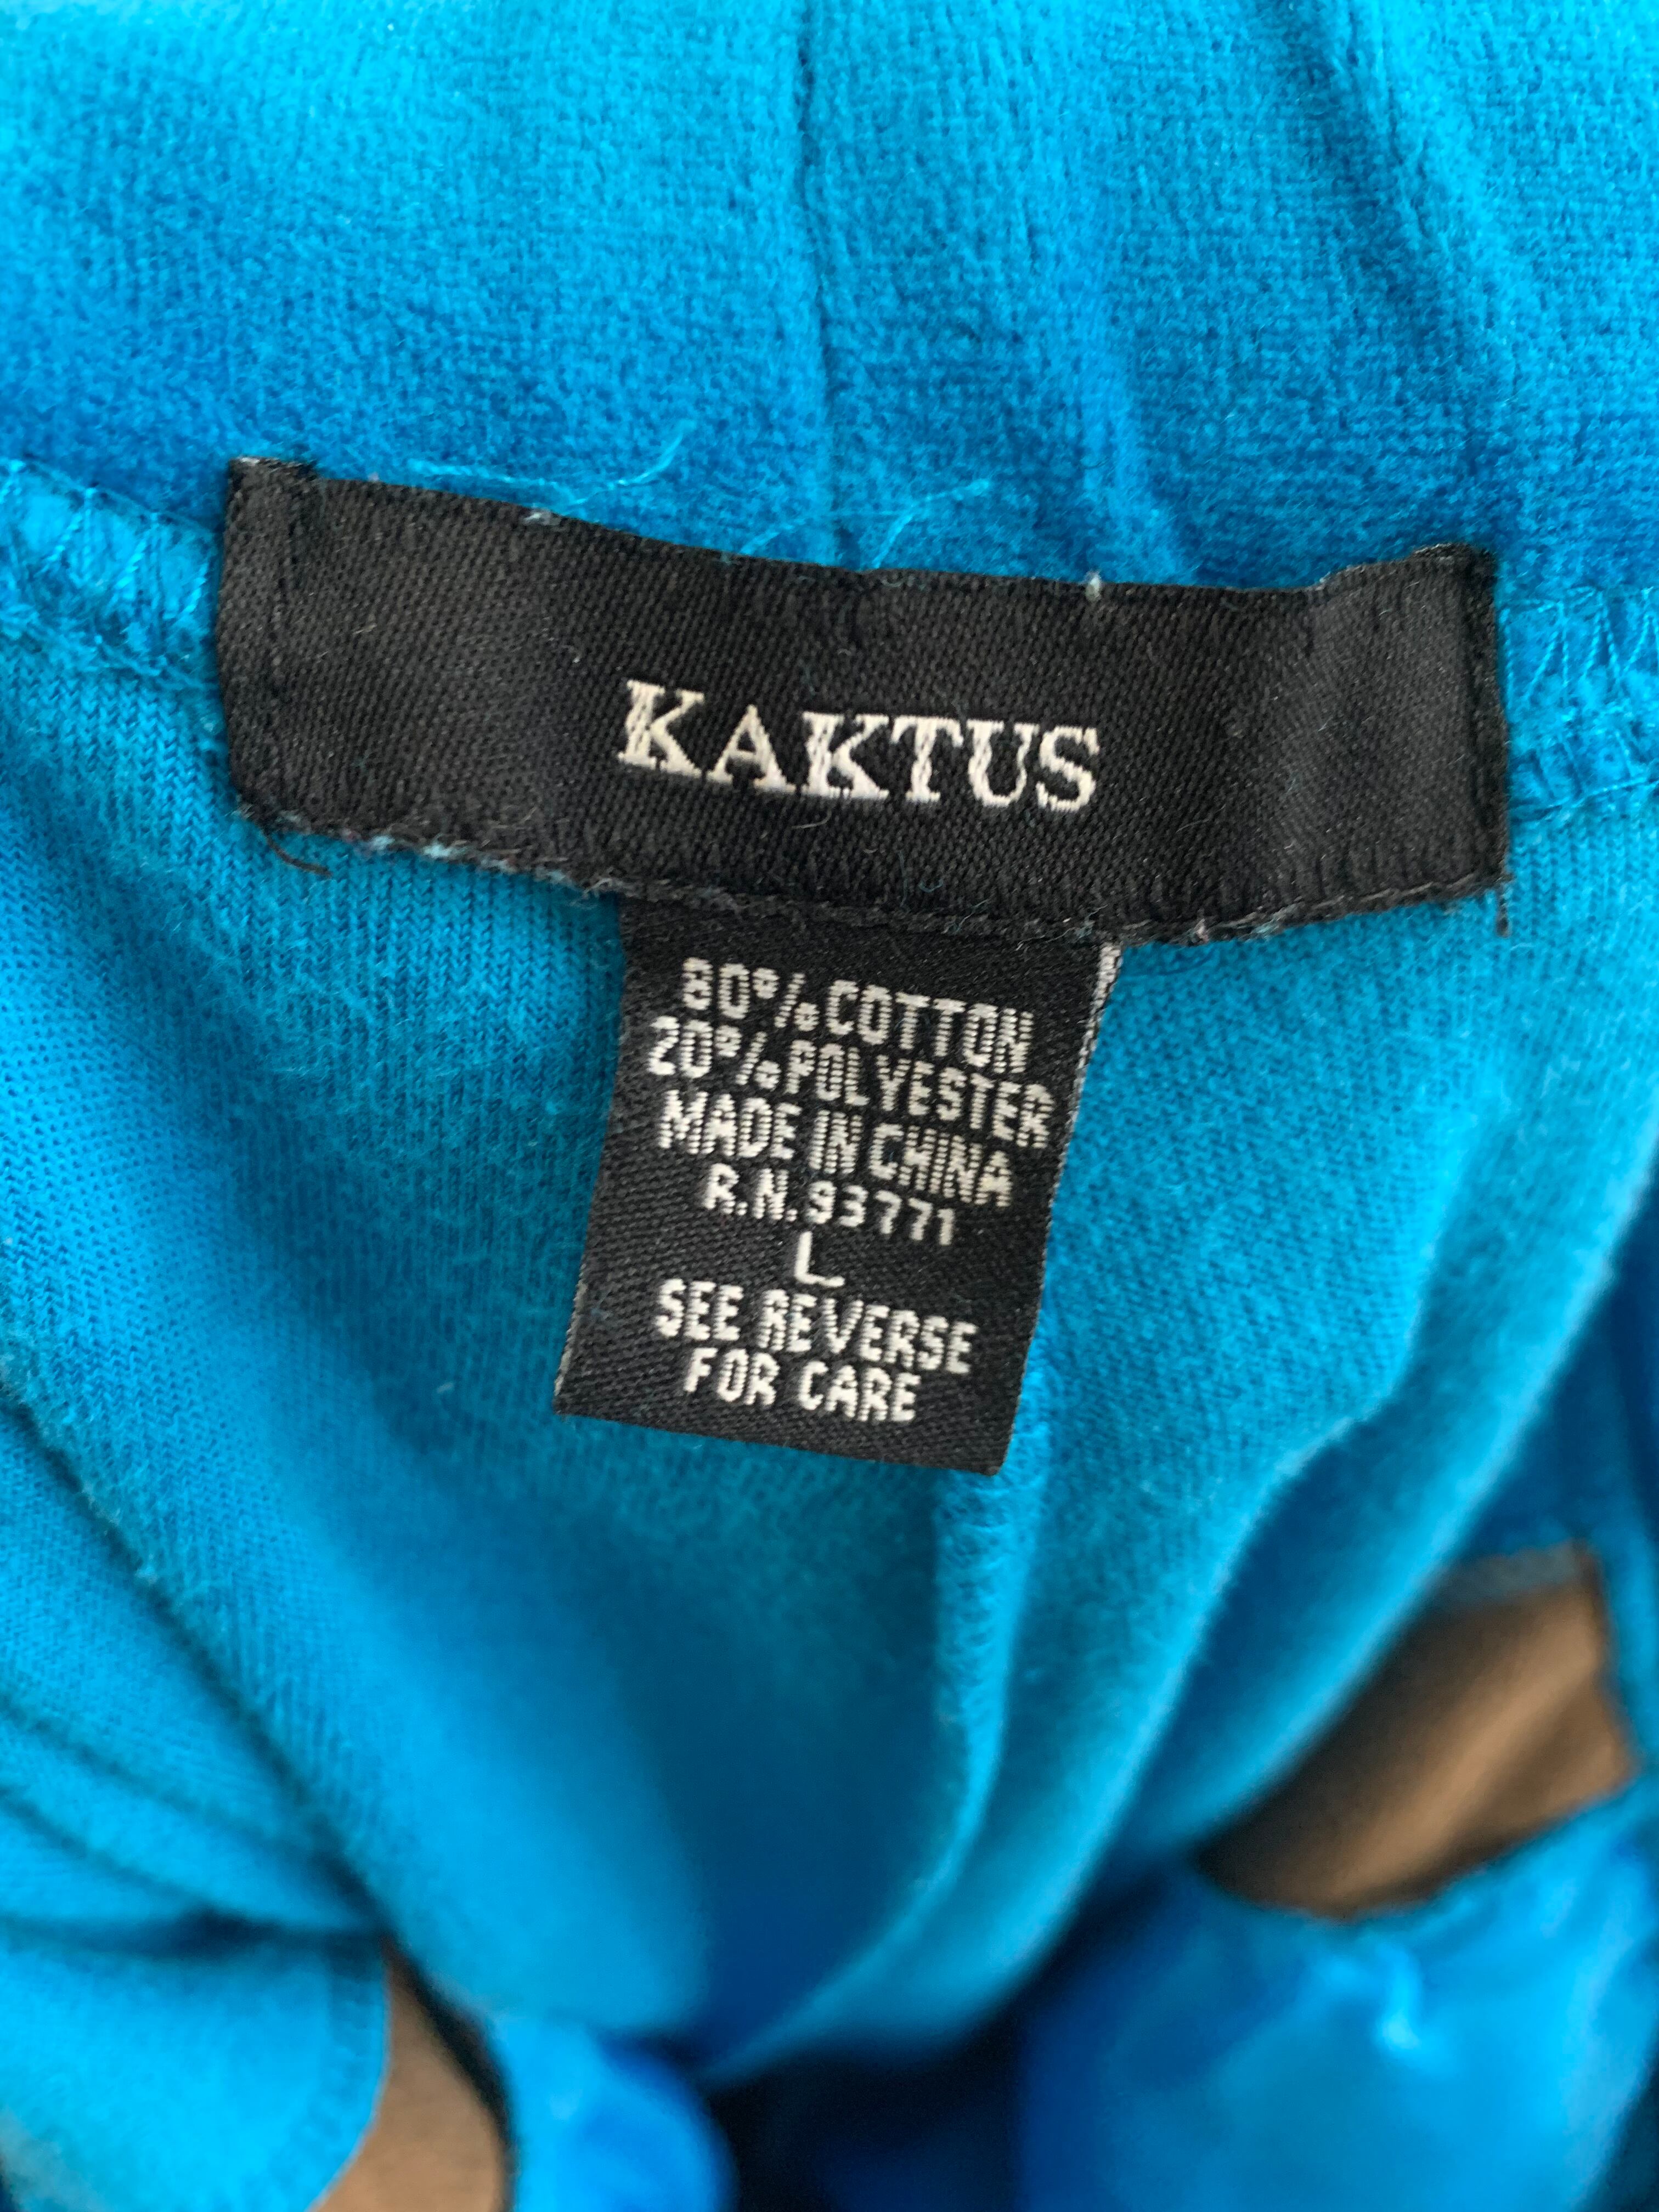 KAKTUS
80% COTTON
20% POLYESTER
MADE IN CHINA
R.N. 93771
L
SEE REVERSE
FOR CARE